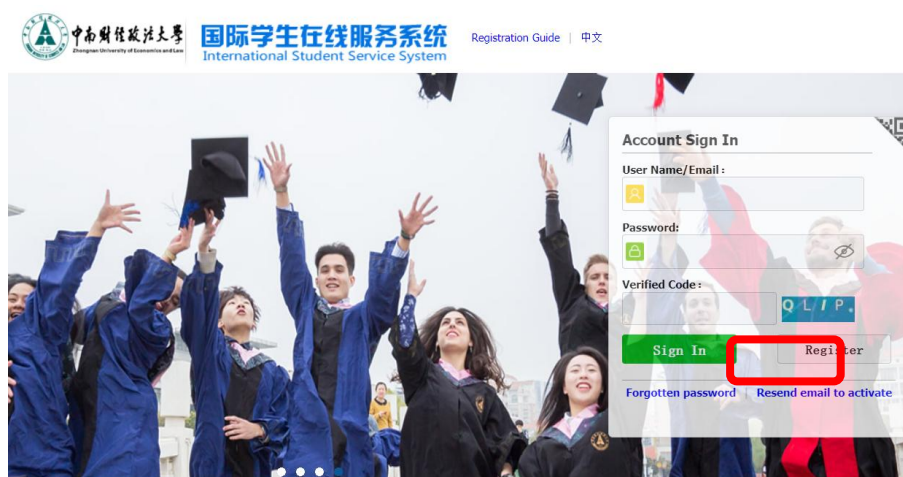 中南财经政法大学
Zhongnan University of Economics and Law
国际学生在线服务系统
International Student Service System
Registration Guide | 中文
Account Sign In
User Name/Email :
Password:
Verified Code :
Q L I P
Sign In
Register
Forgotten password
Resend email to activate